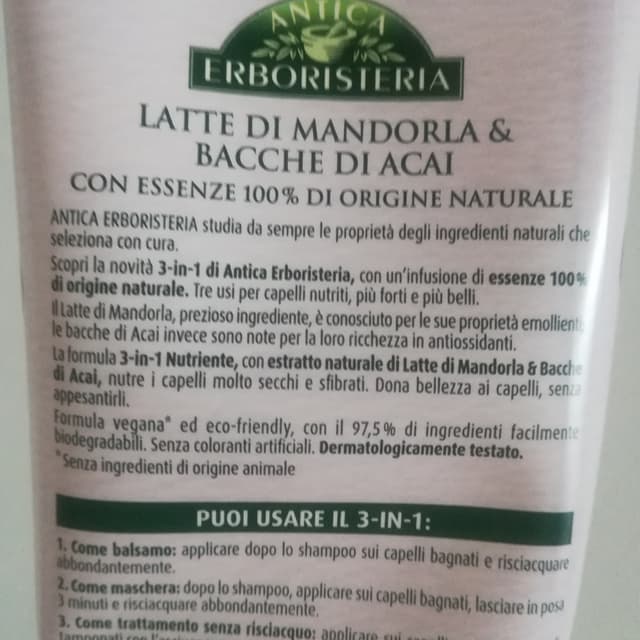 ANTICA
ERBORISTERIA
LATTE DI MANDORLA &
BACCHE DI ACAI
CON ESSENZE 100% DI ORIGINE NATURALE
ANTICA ERBORISTERIA studia da sempre le proprietà degli ingredienti naturali che
seleziona con cura.
Scopri la novità 3-in-1 di Antica Erboristeria, con un'infusione di essenze 100%
di origine naturale. Tre usi per capelli nutriti, più forti e più belli.
Il Latte di Mandorla, prezioso ingrediente, è conosciuto per le sue proprietà emollienti,
le bacche di Acai invece sono note per la loro ricchezza in antiossidanti.
La formula 3-in-1 Nutriente, con estratto naturale di Latte di Mandorla & Bacche
di Acai, nutre i capelli molto secchi e sfibrati. Dona bellezza ai capelli, senza
appesantirli.
Formula vegana* ed eco-friendly, con il 97,5% di ingredienti facilmente
biodegradabili. Senza coloranti artificiali. Dermatologicamente testato.
*Senza ingredienti di origine animale
PUOI USARE IL 3-IN-1:
1. Come balsamo: applicare dopo lo shampoo sui capelli bagnati e risciacquare
abbondantemente.
2. Come maschera: dopo lo shampoo, applicare sui capelli bagnati, lasciare in posa
3 minuti e risciacquare abbondantemente.
3. Come trattamento senza risciacquo: applicare sui
tamponati con